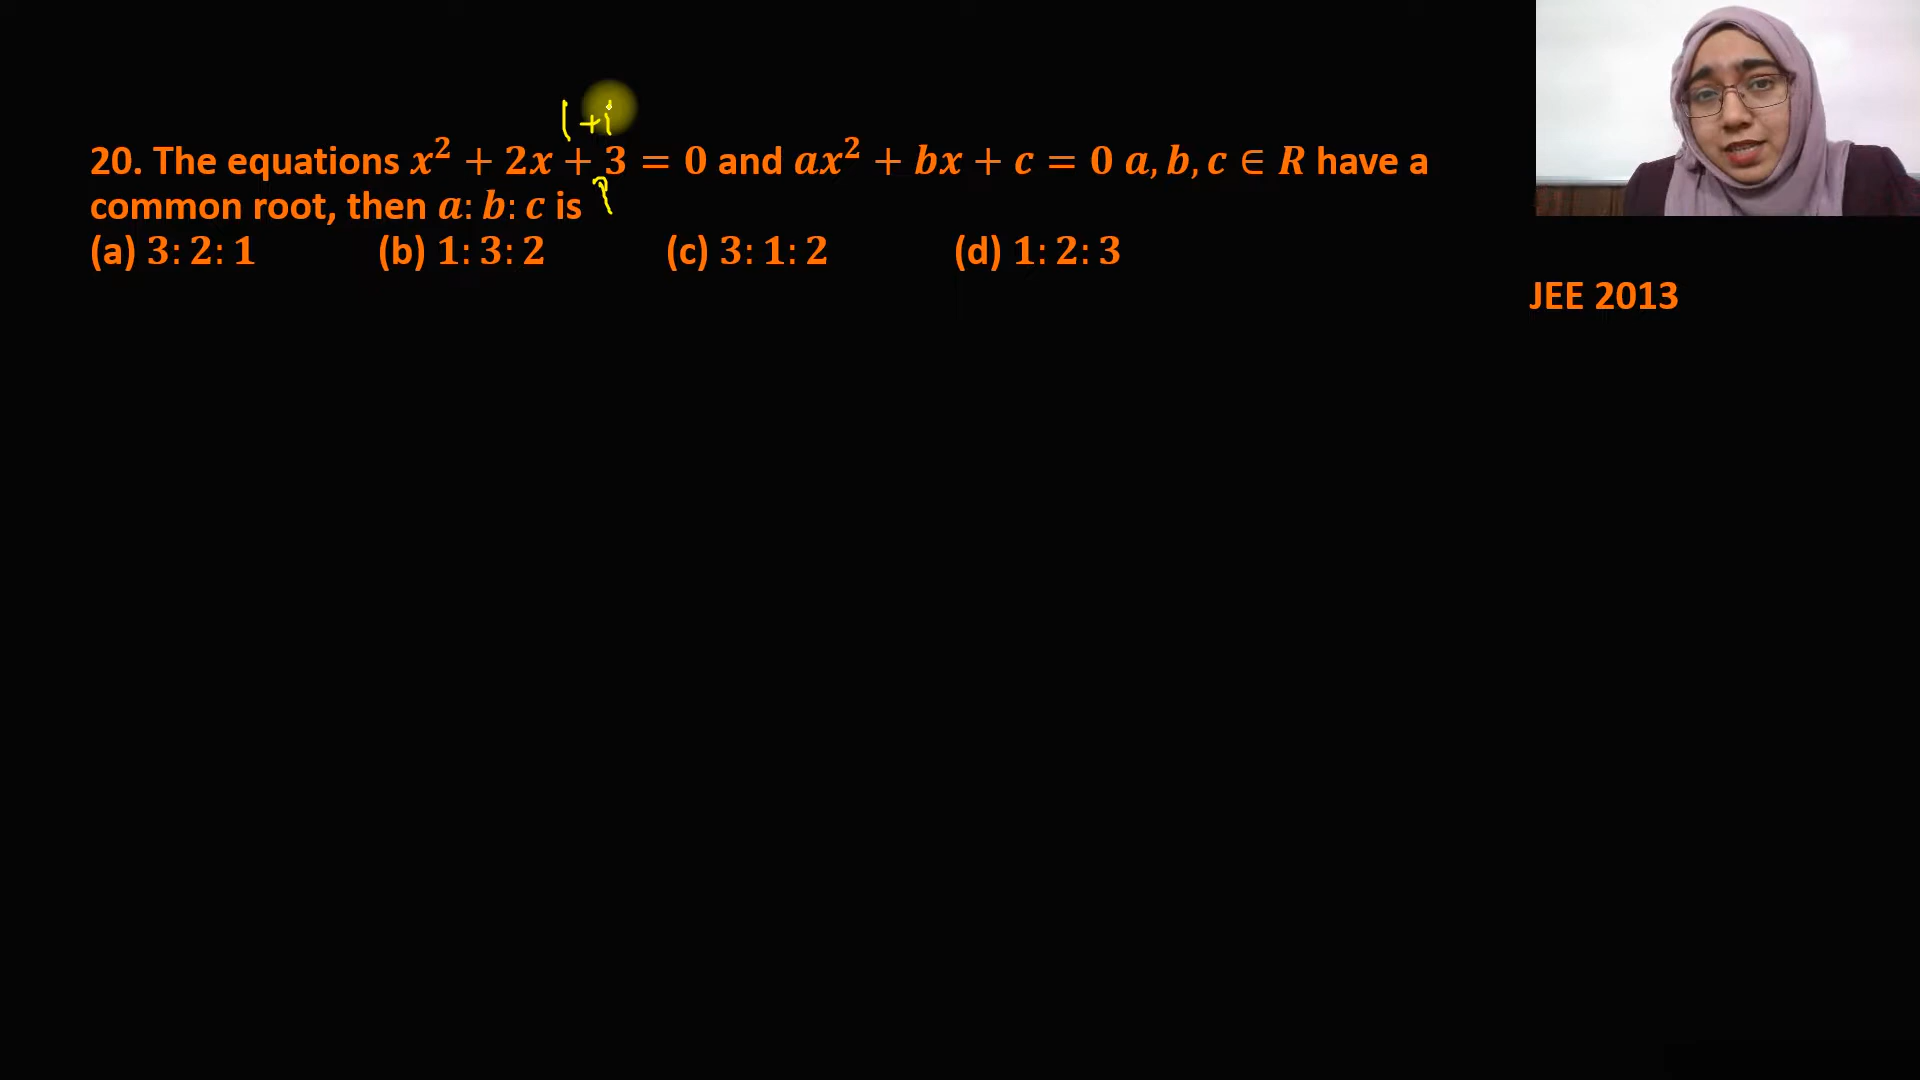 1+i
20. The equations x² + 2x + 3 = 0 and ax² + bx + c = 0 a, b, c ∈ R have a
common root, then a: b: c is ?
(a) 3: 2: 1 (b) 1: 3: 2 (c) 3: 1: 2 (d) 1: 2: 3
JEE 2013